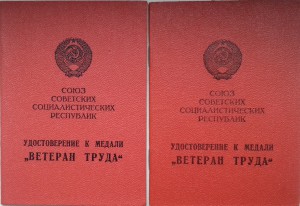 СОЮЗ
СОВЕТСКИХ
СОЦИАЛИСТИЧЕСКИХ
РЕСПУБЛИК
УДОСТОВЕРЕНИЕ К МЕДАЛИ
„ВЕТЕРАН ТРУДА“
СОЮЗ
СОВЕТСКИХ
СОЦИАЛИСТИЧЕСКИХ
РЕСПУБЛИК
УДОСТОВЕРЕНИЕ К МЕДАЛИ
„ВЕТЕРАН ТРУДА“